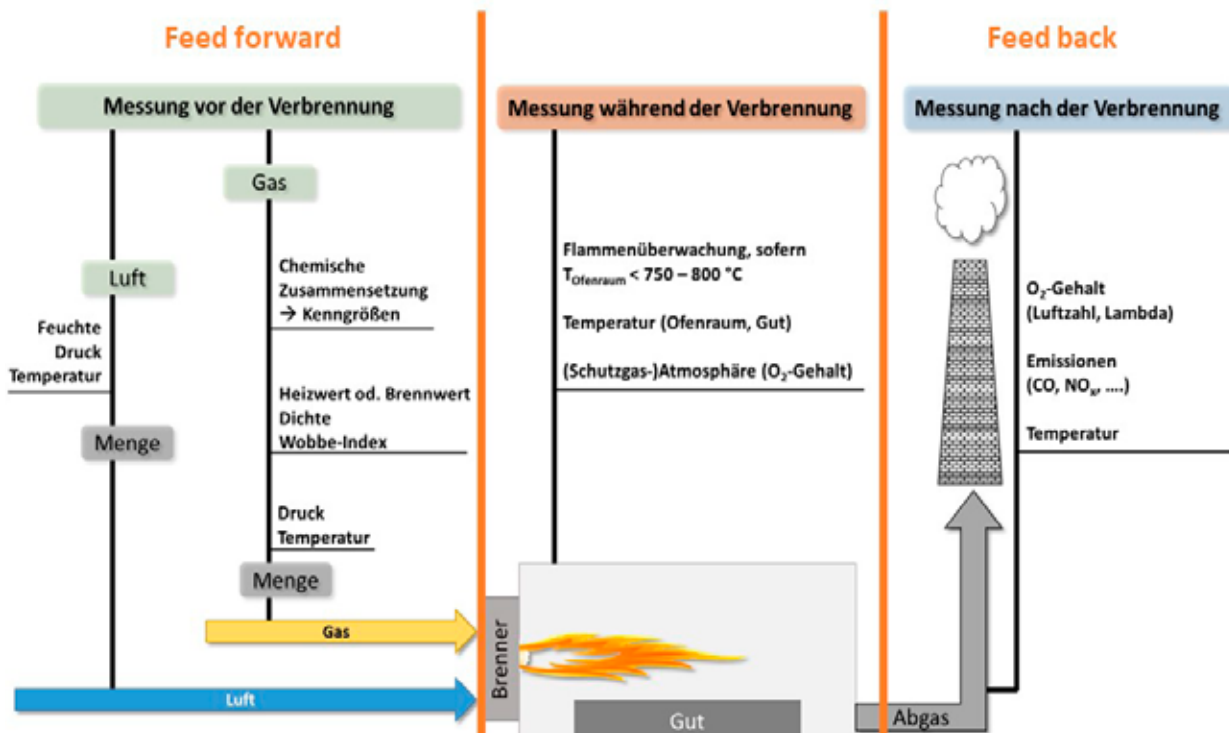 Feed forward
Feed back
Messung vor der Verbrennung
Messung während der Verbrennung
Messung nach der Verbrennung
Gas
Luft
Feuchte
Druck
Temperatur
Menge
Chemische
Zusammensetzung
→ Kenngrößen
Heizwert od. Brennwert
Dichte
Wobbe-Index
Druck
Temperatur
Menge
Gas
Luft
Flammenüberwachung, sofern
T_Ofenraum < 750 – 800 °C
Temperatur (Ofenraum, Gut)
(Schutzgas-)Atmosphäre (O₂-Gehalt)
Brenner
Gut
O₂-Gehalt
(Luftzahl, Lambda)
Emissionen
(CO, NOₓ, ....)
Temperatur
Abgas